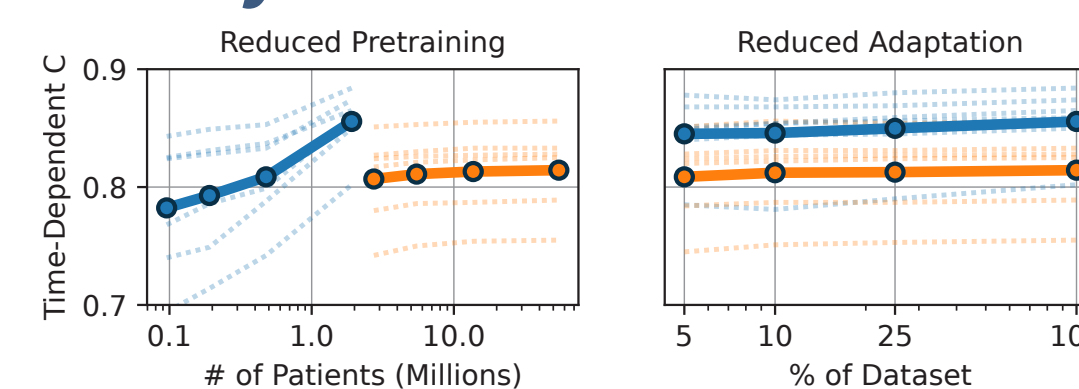 Reduced Pretraining
Reduced Adaptation
Time-Dependent C
0.9
0.8
0.7
0.1 1.0 10.0
5 10 25
# of Patients (Millions)
% of Dataset